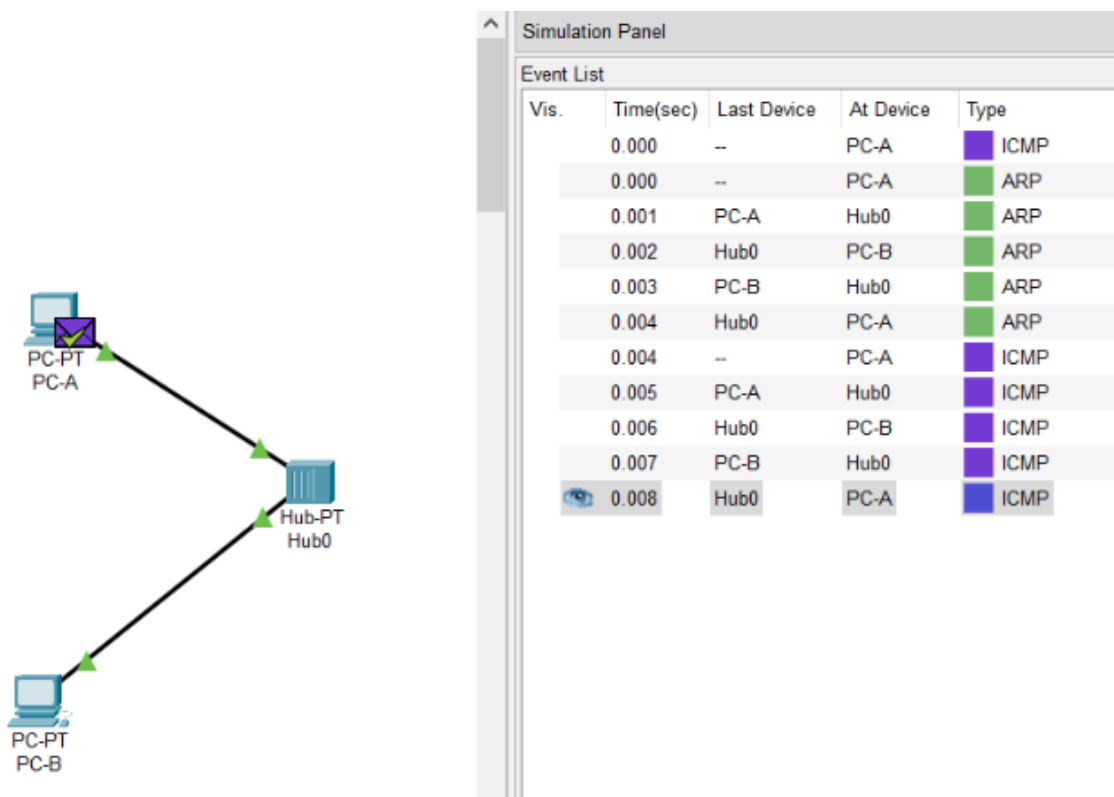 Simulation Panel
Event List
Vis. Time(sec) Last Device At Device Type
0.000 -- PC-A ICMP
0.000 -- PC-A ARP
0.001 PC-A Hub0 ARP
0.002 Hub0 PC-B ARP
0.003 PC-B Hub0 ARP
0.004 Hub0 PC-A ARP
0.004 -- PC-A ICMP
0.005 PC-A Hub0 ICMP
0.006 Hub0 PC-B ICMP
0.007 PC-B Hub0 ICMP
0.008 Hub0 PC-A ICMP
PC-PT
PC-A
Hub-PT
Hub0
PC-PT
PC-B